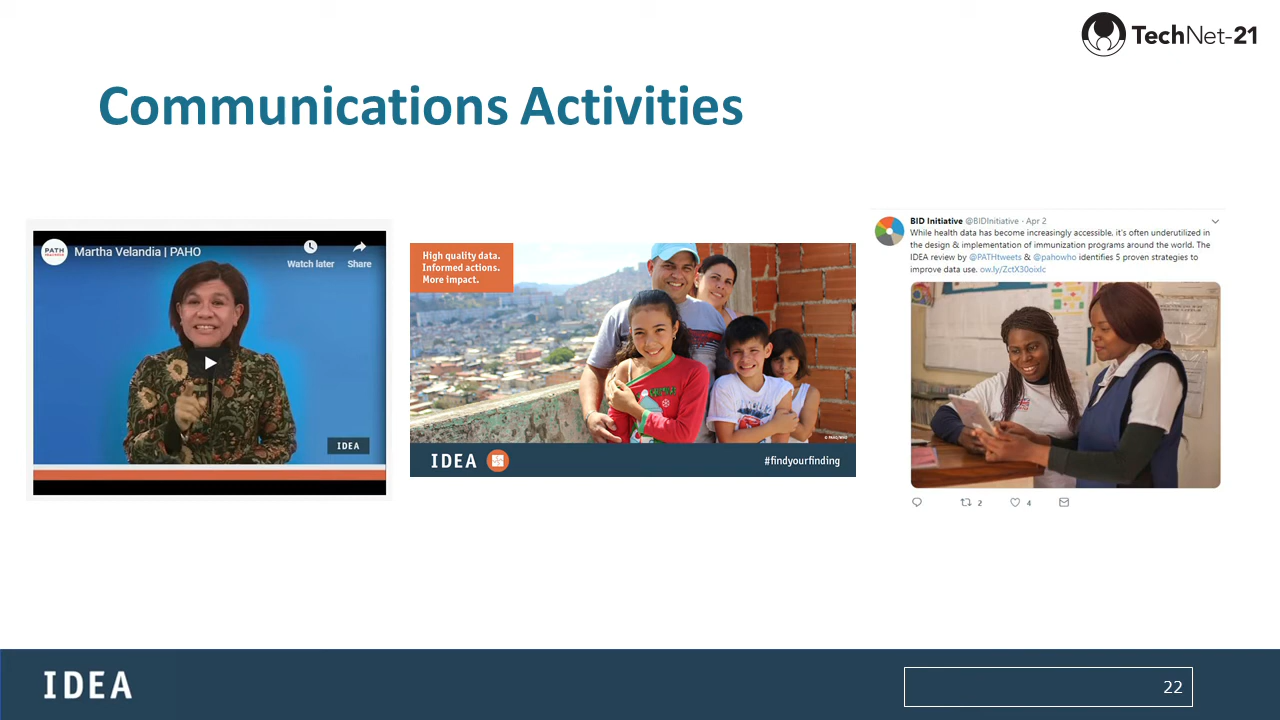 TechNet-21
Communications Activities
PATH
Martha Velandia | PAHO
Watch later
Share
IDEA
High quality data.
Informed actions.
More impact.
© PAHO/WHO
IDEA
#findyourfinding
BID Initiative @BIDInitiative · Apr 2
While health data has become increasingly accessible, it's often underutilized in
the design & implementation of immunization programs around the world. The
IDEA review by @PATHtweets & @pahowho identifies 5 proven strategies to
improve data use. ow.ly/ZctX30oixlc
2
4
IDEA
22